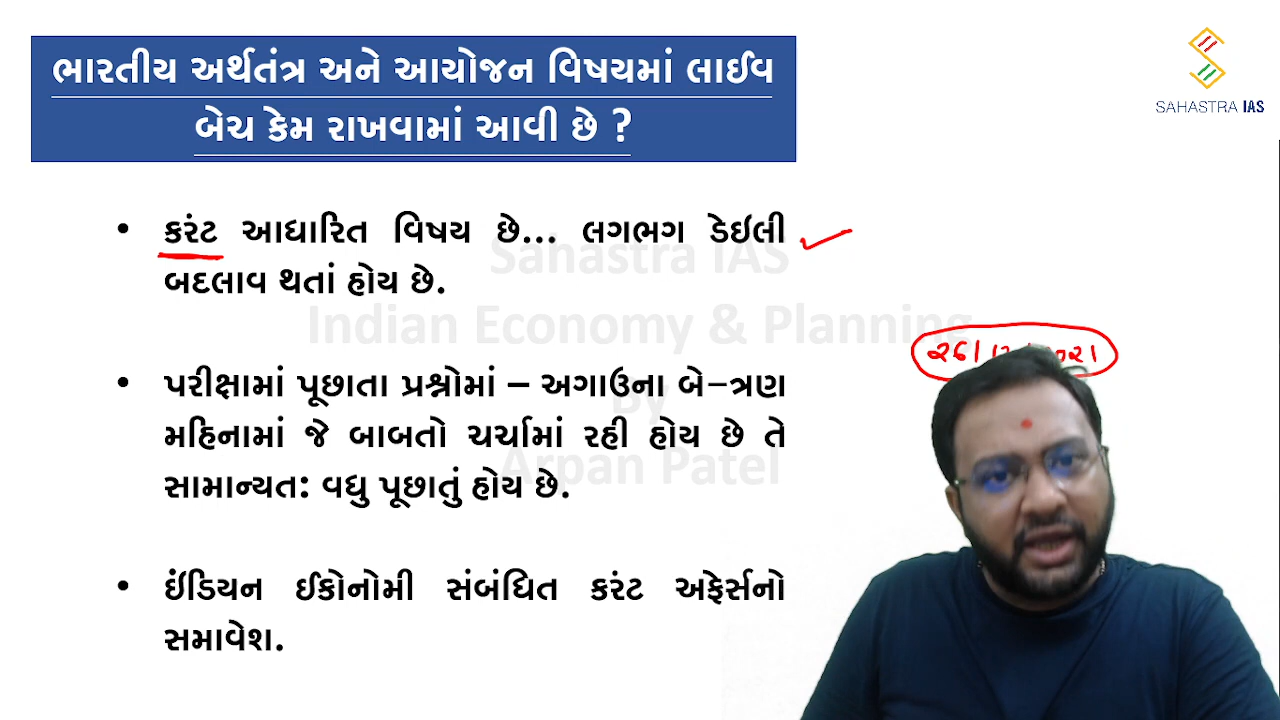 ભારતીય અર્થતંત્ર અને આયોજન વિષયમાં લાઈવ
બેચ કેમ રાખવામાં આવી છે ?
SAHASTRA IAS
• કરંટ આધારિત વિષય છે... લગભગ ડેઈલી
બદલાવ થતાં હોય છે.
Sahastra IAS
Indian Economy & Planning
By
Arpan Patel
• પરીક્ષામાં પૂછાતા પ્રશ્નોમાં – અગાઉના બે-ત્રણ
મહિનામાં જે બાબતો ચર્ચામાં રહી હોય છે તે
સામાન્યત: વધુ પૂછાતું હોય છે.
• ઈંડિયન ઈકોનોમી સંબંધિત કરંટ અફેર્સનો
સમાવેશ.